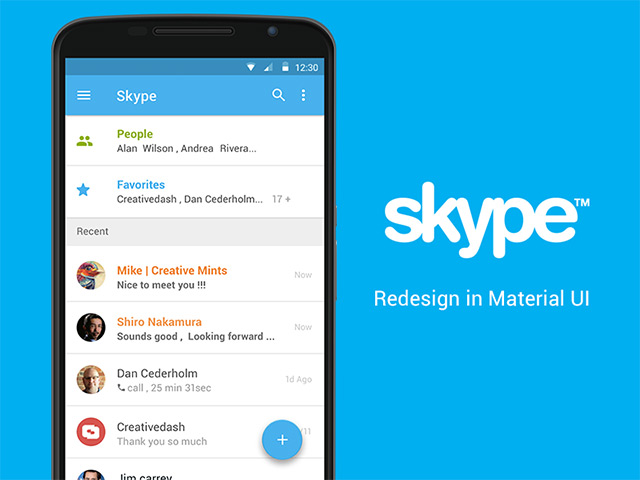 12:30
Skype
People
Alan Wilson , Andrea Rivera...
Favorites
Creativedash , Dan Cederholm... 17 +
Recent
Mike | Creative Mints
Now
Nice to meet you !!!
Shiro Nakamura
Now
Sounds good , Looking forward ...
Dan Cederholm
1d Ago
call , 25 min 31sec
Creativedash
Thank you so much
Jim carrey
skype™
Redesign in Material UI